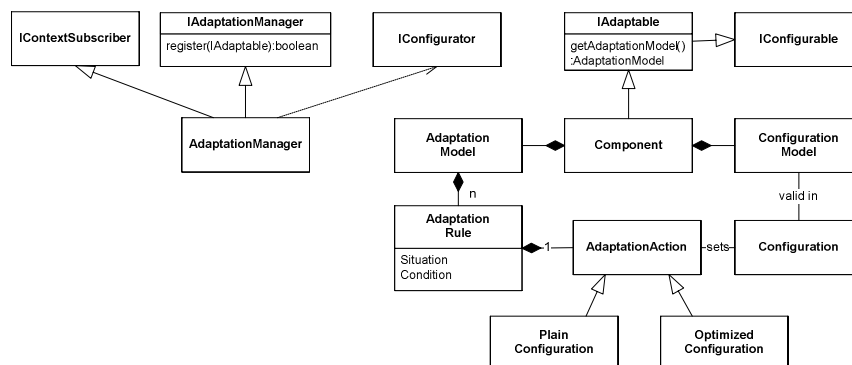 IContextSubscriber
IAdaptationManager
register(IAdaptable):boolean
IConfigurator
IAdaptable
getAdaptationModel()
:AdaptationModel
IConfigurable
AdaptationManager
Adaptation
Model
Component
Configuration
Model
n
valid in
Adaptation
Rule
Situation
Condition
1
AdaptationAction
sets
Configuration
Plain
Configuration
Optimized
Configuration